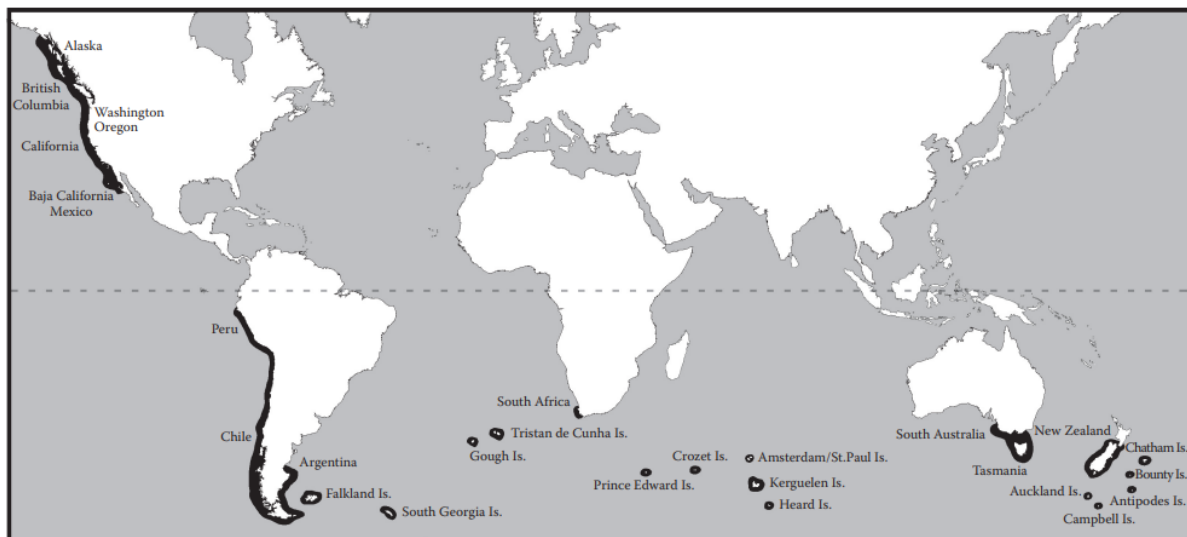 Alaska
British
Columbia
Washington
Oregon
California
Baja California
Mexico
Peru
Chile
Argentina
Falkland Is.
South Georgia Is.
South Africa
Tristan de Cunha Is.
Gough Is.
Prince Edward Is.
Crozet Is.
Amsterdam/St.Paul Is.
Kerguelen Is.
Heard Is.
South Australia
Tasmania
New Zealand
Chatham Is.
Bounty Is.
Auckland Is.
Antipodes Is.
Campbell Is.